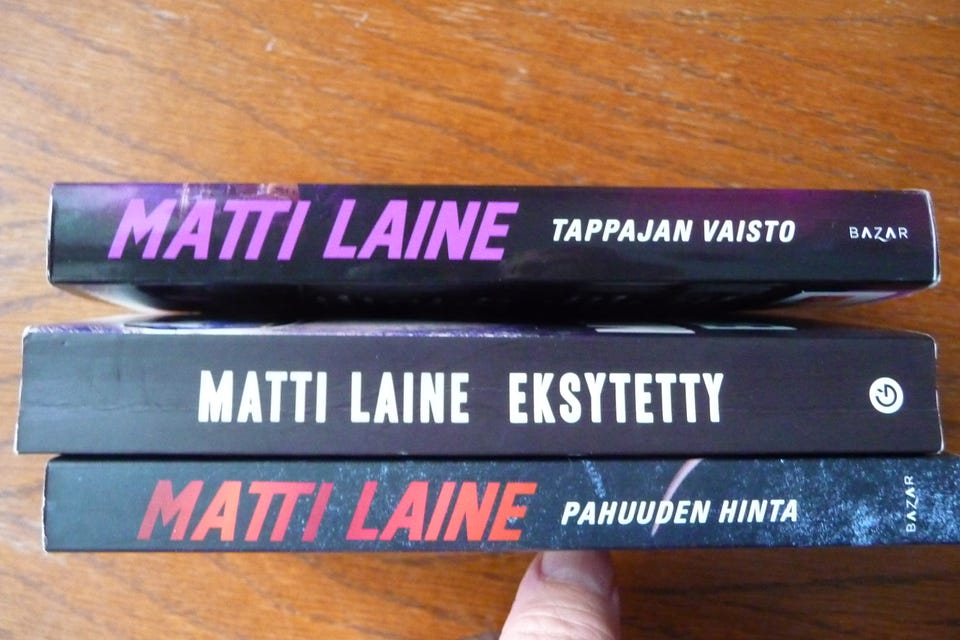 MATTI LAINE TAPPAJAN VAISTO BAZAR
MATTI LAINE EKSYTETTY
MATTI LAINE PAHUUDEN HINTA BAZAR